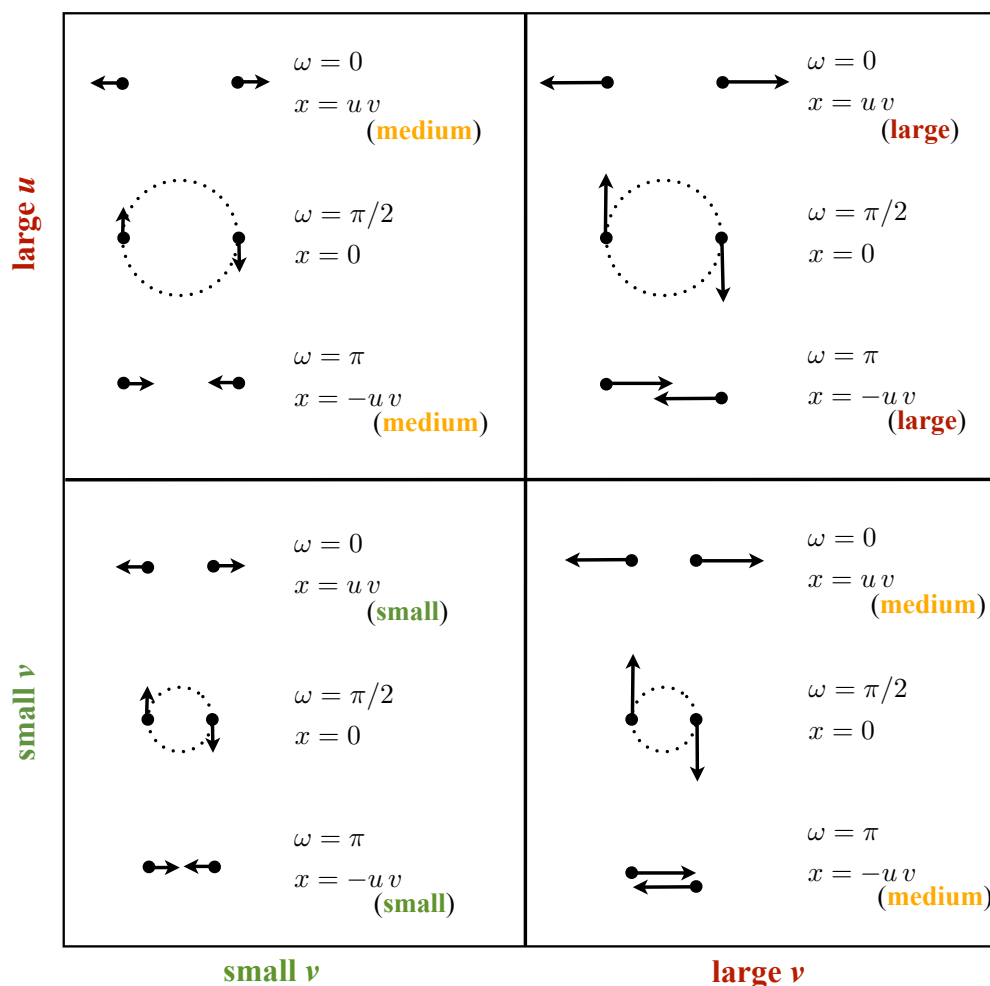 large u
ω = 0
x = u v
(medium)
ω = π/2
x = 0
ω = π
x = −u v
(medium)
ω = 0
x = u v
(large)
ω = π/2
x = 0
ω = π
x = −u v
(large)
small v
ω = 0
x = u v
(small)
ω = π/2
x = 0
ω = π
x = −u v
(small)
ω = 0
x = u v
(medium)
ω = π/2
x = 0
ω = π
x = −u v
(medium)
small v
large v